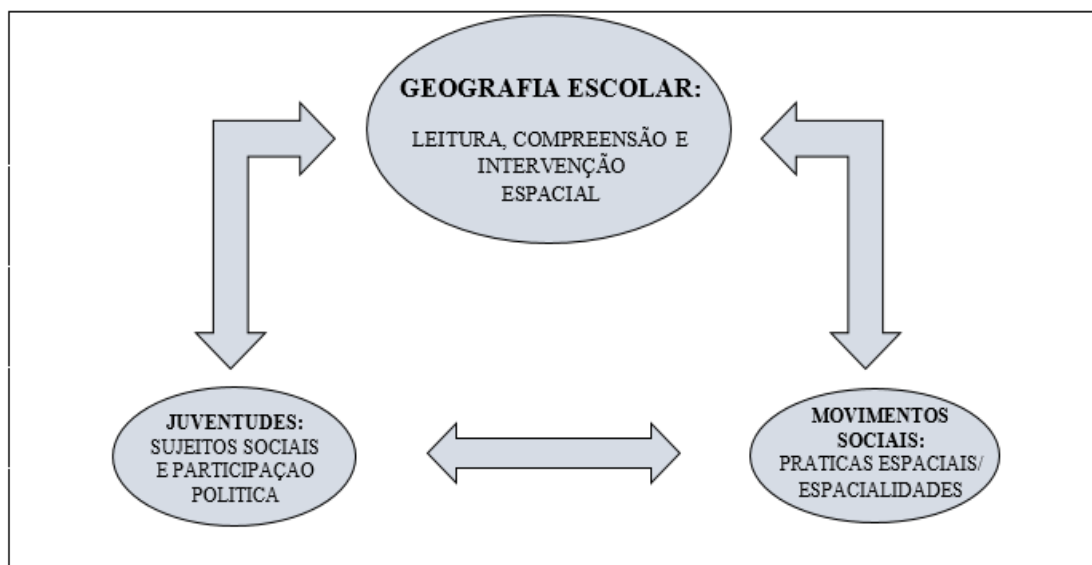 GEOGRAFIA ESCOLAR:
LEITURA, COMPREENSÃO E
INTERVENÇÃO
ESPACIAL
JUVENTUDES:
SUJEITOS SOCIAIS
E PARTICIPAÇAO
POLITICA
MOVIMENTOS
SOCIAIS:
PRATICAS ESPACIAIS/
ESPACIALIDADES